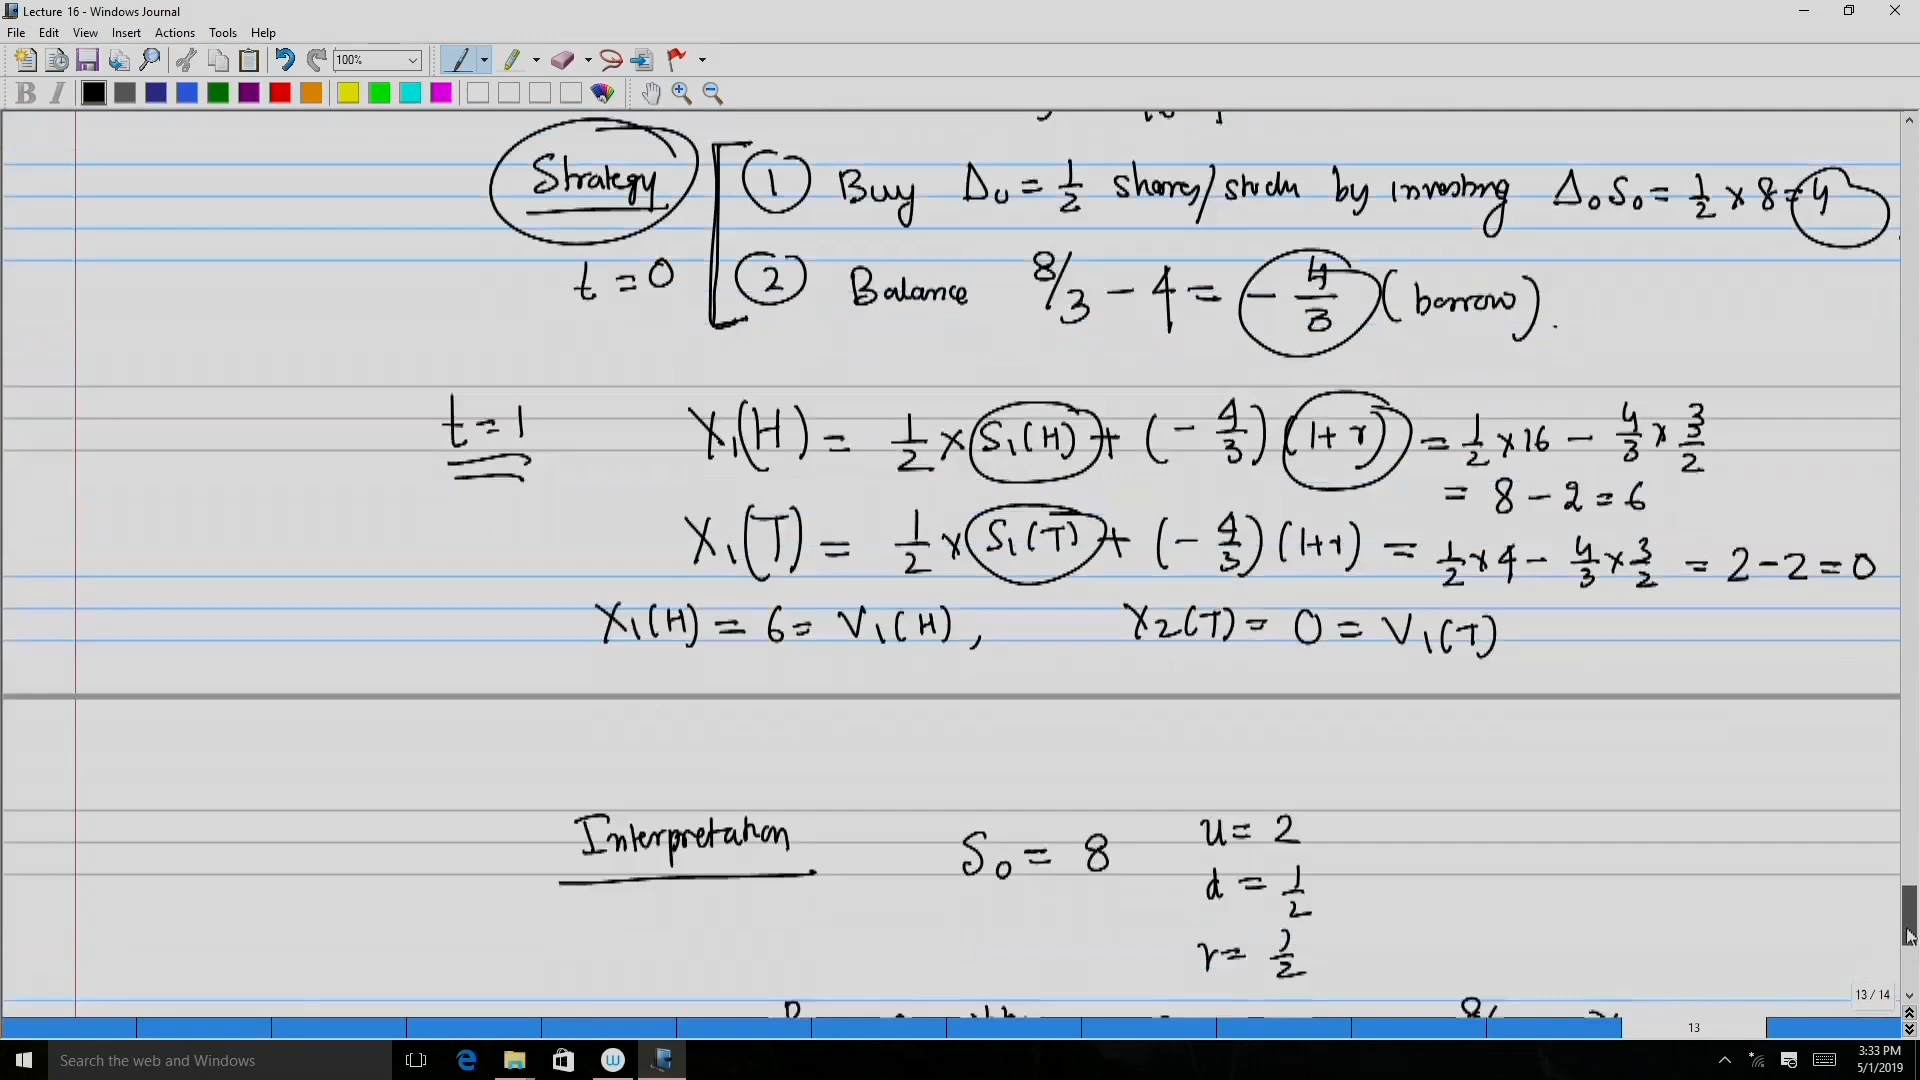 Lecture 16 - Windows Journal
File Edit View Insert Actions Tools Help
100%
B I
Strategy
① Buy Δ₀ = 1/2 shares/stocks by investing Δ₀S₀ = 1/2 × 8 = 4
t = 0
② Balance 8/3 - 4 = - 4/3 (borrow).
t = 1
X₁(H) = 1/2 × S₁(H) + (- 4/3) (1+r) = 1/2 × 16 - 4/3 × 3/2
= 8 - 2 = 6
X₁(T) = 1/2 × S₁(T) + (- 4/3) (1+r) = 1/2 × 4 - 4/3 × 3/2 = 2 - 2 = 0
X₁(H) = 6 = V₁(H), X₂(T) = 0 = V₁(T)
Interpretation S₀ = 8 u = 2
d = 1/2
r = 1/2
13 / 14
13
Search the web and Windows
3:33 PM
5/1/2019